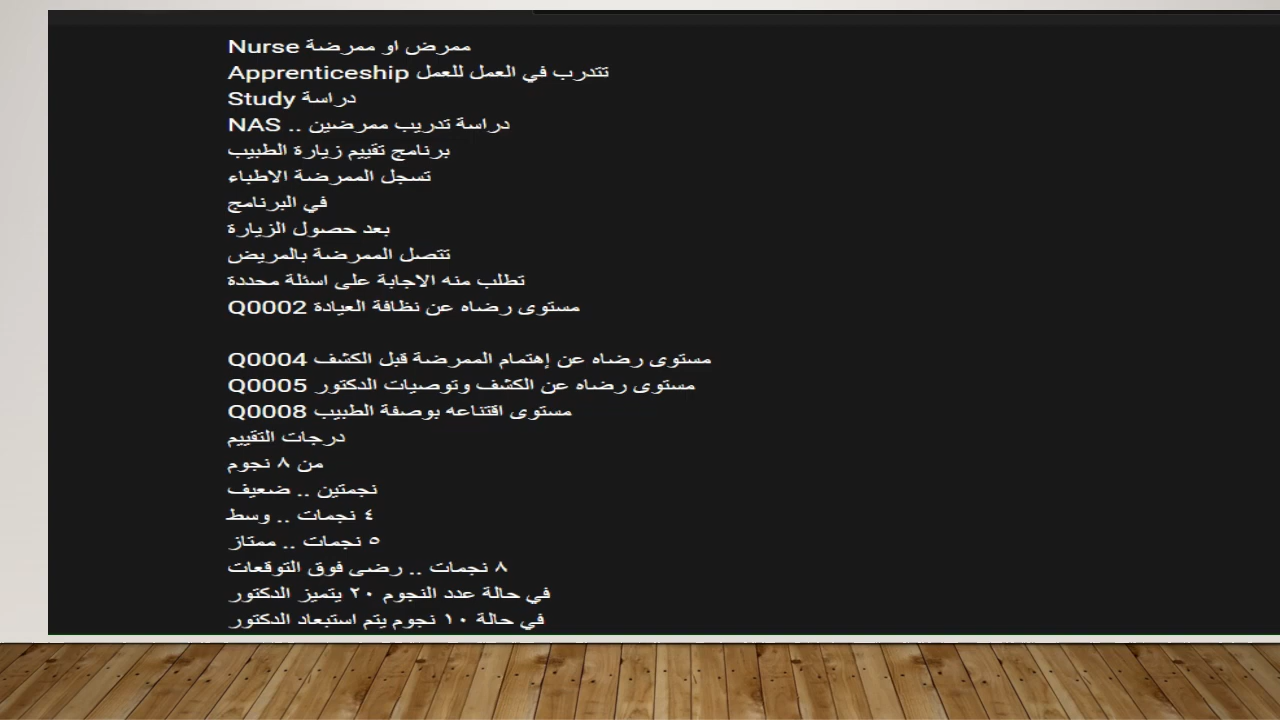 ممرض او ممرضة Nurse
تتدرب في العمل للعمل Apprenticeship
دراسة Study
دراسة تدريب ممرضين .. NAS
برنامج تقييم زيارة الطبيب
تسجل الممرضة الاطباء
في البرنامج
بعد حصول الزيارة
تتصل الممرضة بالمريض
تطلب منه الاجابة على اسئلة محددة
مستوى رضاه عن نظافة العيادة Q0002
مستوى رضاه عن إهتمام الممرضة قبل الكشف Q0004
مستوى رضاه عن الكشف وتوصيات الدكتور Q0005
مستوى اقتناعه بوصفة الطبيب Q0008
درجات التقييم
من ٨ نجوم
نجمتين .. ضعيف
٤ نجمات .. وسط
٥ نجمات .. ممتاز
٨ نجمات .. رضى فوق التوقعات
في حالة عدد النجوم ٢٠ يتميز الدكتور
في حالة ١٠ نجوم يتم استبعاد الدكتور